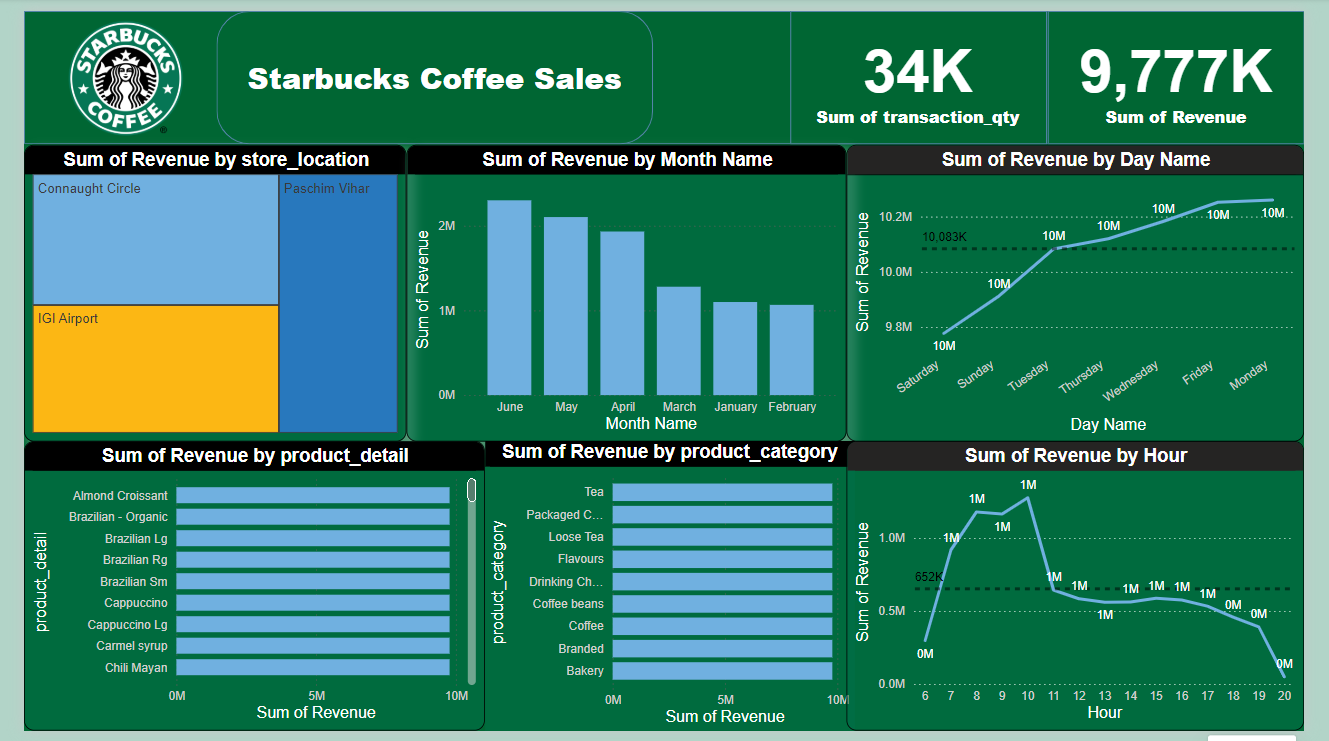 STARBUCKS
COFFEE
®
Starbucks Coffee Sales
34K
Sum of transaction_qty
9,777K
Sum of Revenue
Sum of Revenue by store_location
Connaught Circle
Paschim Vihar
IGI Airport
Sum of Revenue by Month Name
Sum of Revenue
2M
1M
0M
June May April March January February
Month Name
Sum of Revenue by Day Name
Sum of Revenue
10.2M
10.0M
9.8M
10,083K
10M 10M 10M 10M 10M 10M 10M
Saturday Sunday Tuesday Thursday Wednesday Friday Monday
Day Name
Sum of Revenue by product_detail
product_detail
Almond Croissant
Brazilian - Organic
Brazilian Lg
Brazilian Rg
Brazilian Sm
Cappuccino
Cappuccino Lg
Carmel syrup
Chili Mayan
0M 5M 10M
Sum of Revenue
Sum of Revenue by product_category
product_category
Tea
Packaged C...
Loose Tea
Flavours
Drinking Ch...
Coffee beans
Coffee
Branded
Bakery
0M 5M 10M
Sum of Revenue
Sum of Revenue by Hour
Sum of Revenue
1.0M
0.5M
0.0M
652K
0M 1M 1M 1M 1M 1M 1M 1M 1M 1M 1M 1M 0M 0M 0M
6 7 8 9 10 11 12 13 14 15 16 17 18 19 20
Hour